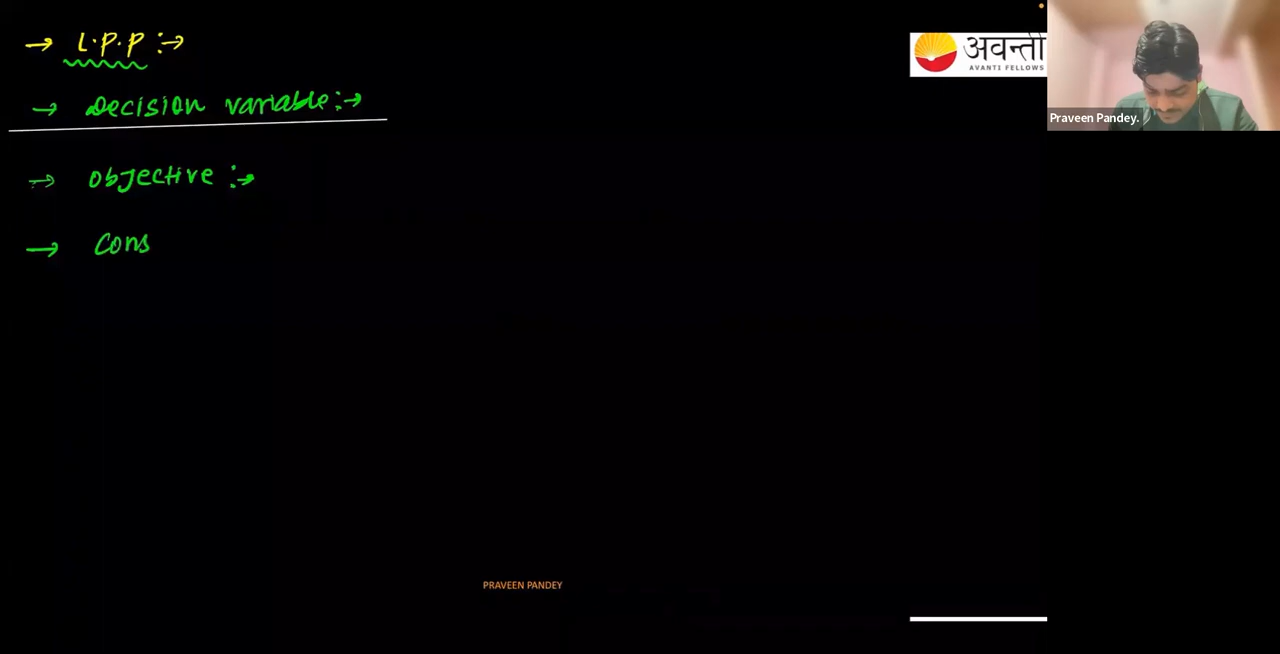 → L.P.P :→
→ Decision variable :→
→ Objective :→
→ Cons
अवन्ती
AVANTI FELLOWS
Praveen Pandey.
PRAVEEN PANDEY